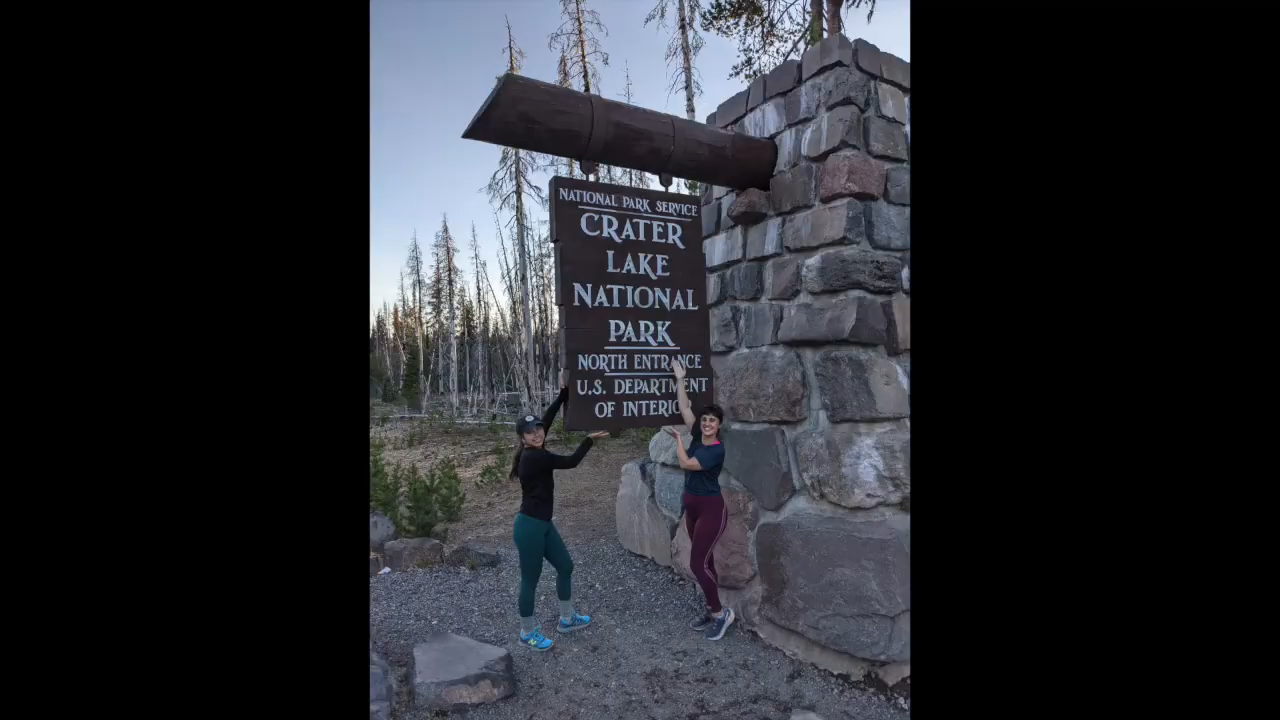 NATIONAL PARK SERVICE
CRATER
LAKE
NATIONAL
PARK
NORTH ENTRANCE
U.S. DEPARTMENT
OF INTERIOR